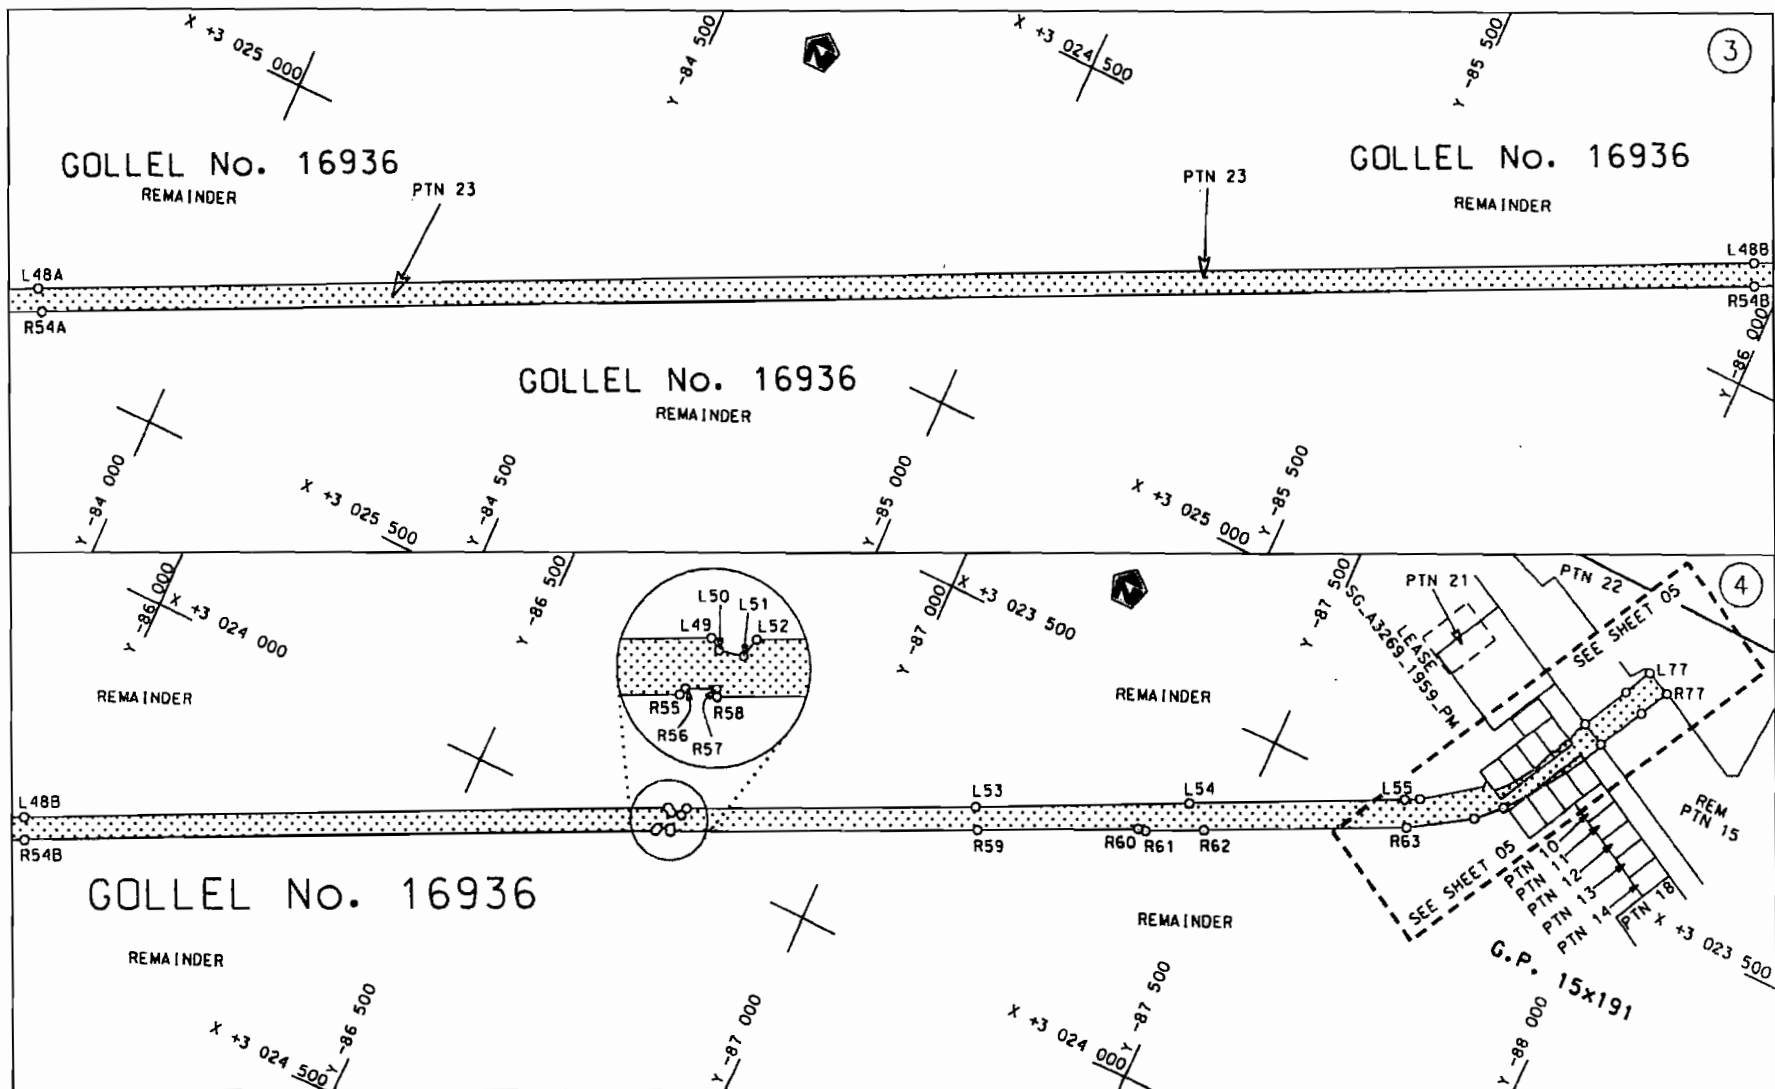 X +3 025 000
Y -84 500
N
X +3 024 500
Y -85 500
3
GOLLEL No. 16936
REMAINDER
PTN 23
PTN 23
GOLLEL No. 16936
REMAINDER
L48A
L48B
R54A
R54B
GOLLEL No. 16936
REMAINDER
Y -86 000
Y -84 000
X +3 025 500
Y -84 500
Y -85 000
X +3 025 000
Y -85 500
Y -86 000
X +3 024 000
Y -86 500
L50
L51
L49
L52
R55
R56
R57
R58
Y -87 000
X +3 023 500
N
Y -87 500
SG_A3269_1959_PM
LEASE
PTN 21
PTN 22
SEE SHEET 05
4
REMAINDER
REMAINDER
L77
R77
L48B
L53
L54
L55
R54B
R59
R60
R61
R62
R63
REM
PTN 15
SEE SHEET 05
PTN 10
PTN 11
PTN 12
PTN 13
PTN 14
PTN 18
GOLLEL No. 16936
REMAINDER
REMAINDER
G.P. 15x191
X +3 023 500
X +3 024 500
Y -86 500
Y -87 000
X +3 024 000
Y -87 500
Y -88 000